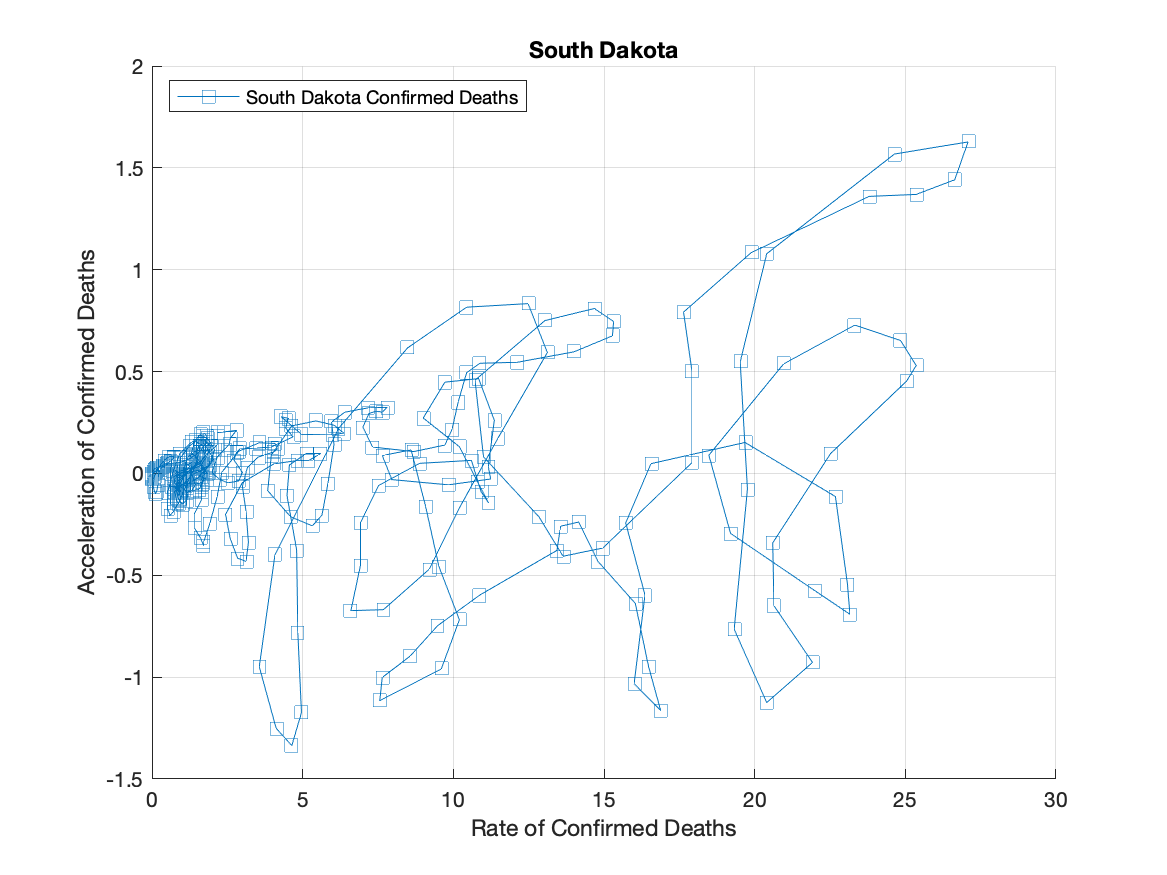 South Dakota
South Dakota Confirmed Deaths
2
1.5
1
0.5
0
-0.5
-1
-1.5
Acceleration of Confirmed Deaths
0 5 10 15 20 25 30
Rate of Confirmed Deaths